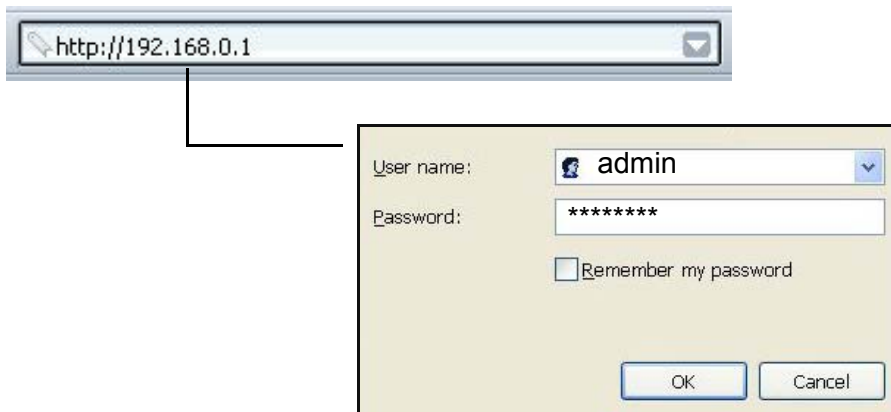 http://192.168.0.1
User name: admin
Password: ********
Remember my password
OK Cancel